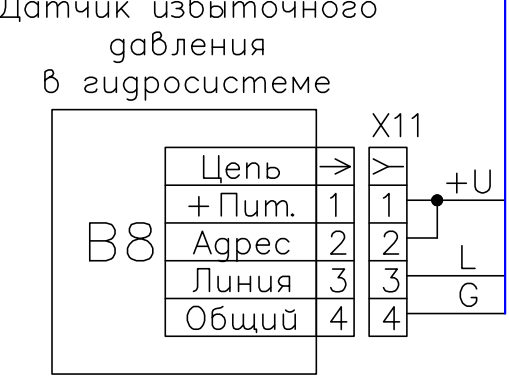 Датчик избыточного
давления
в гидросистеме
X11
Цепь
+Пит. 1 1 +U
B8
Адрес 2 2
Линия 3 3 L
Общий 4 4 G